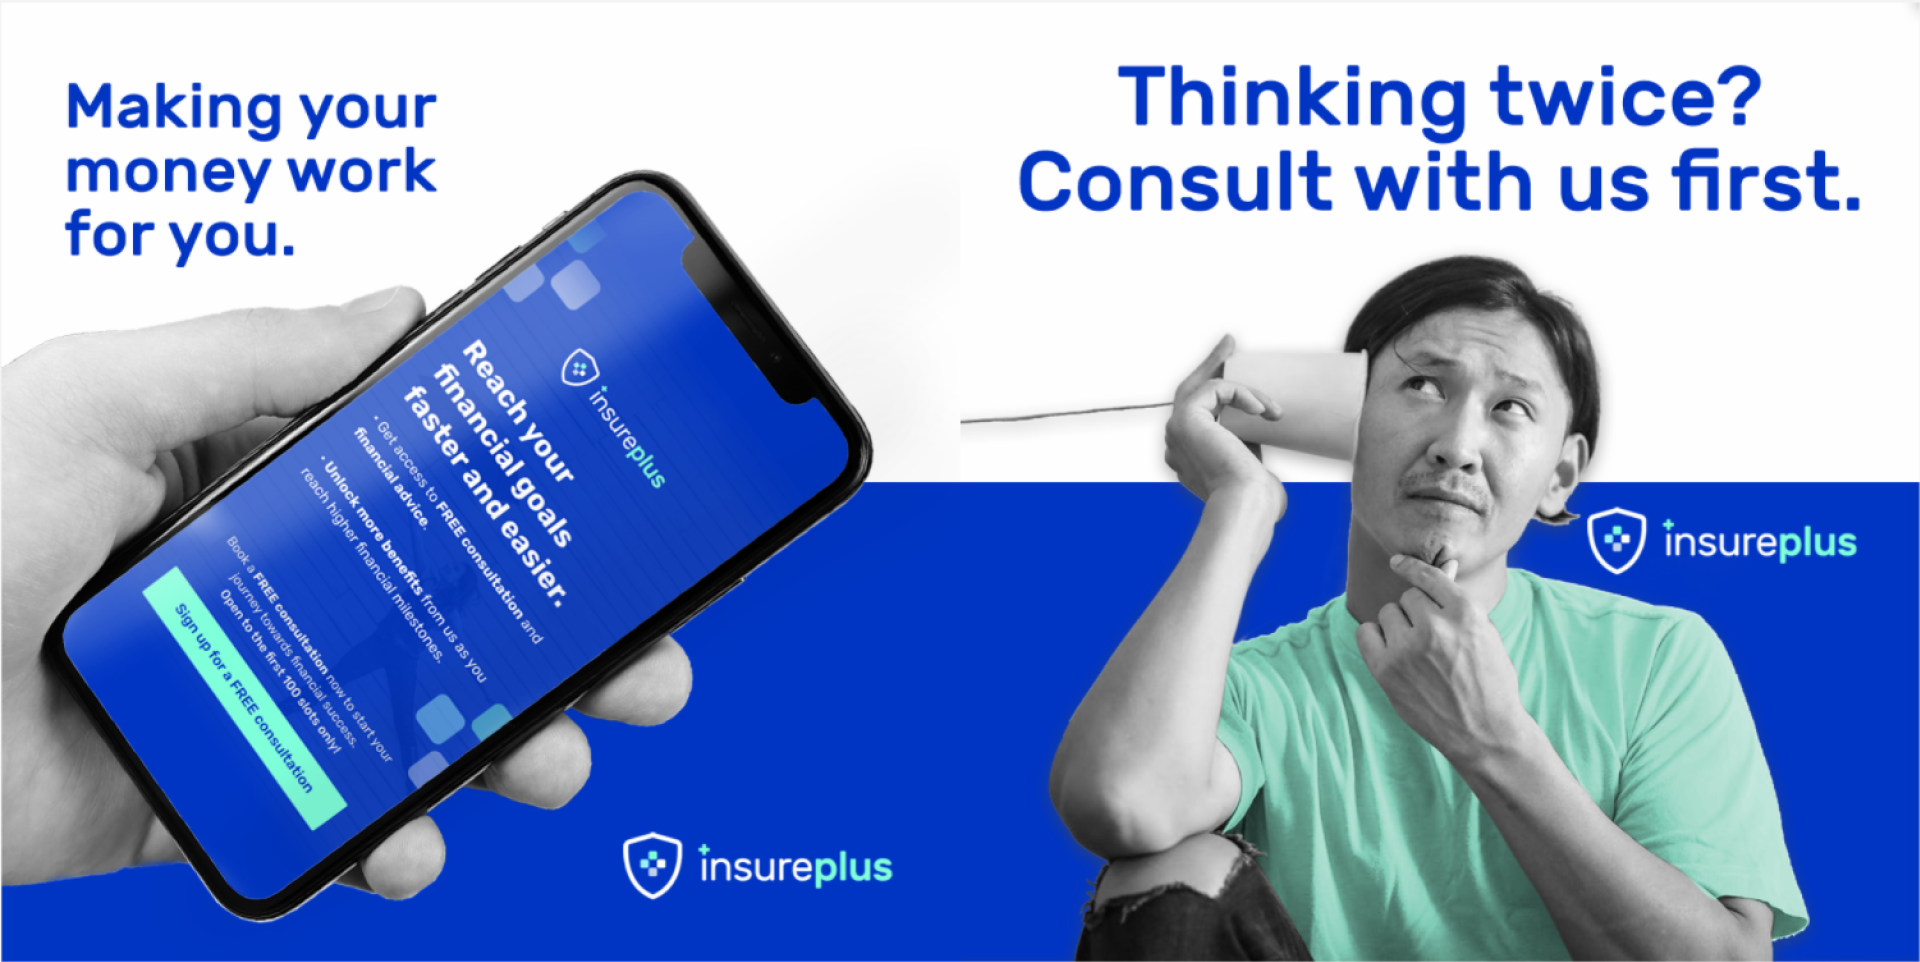 Making your
money work
for you.
insureplus
Reach your
financial goals
faster and easier.
• Get access to FREE consultation and
financial advice.
• Unlock more benefits from us as you
reach higher financial milestones.
Book a FREE consultation now to start your
journey towards financial success.
Open to the first 100 slots only!
Sign up for a FREE consultation
insureplus
Thinking twice?
Consult with us first.
insureplus